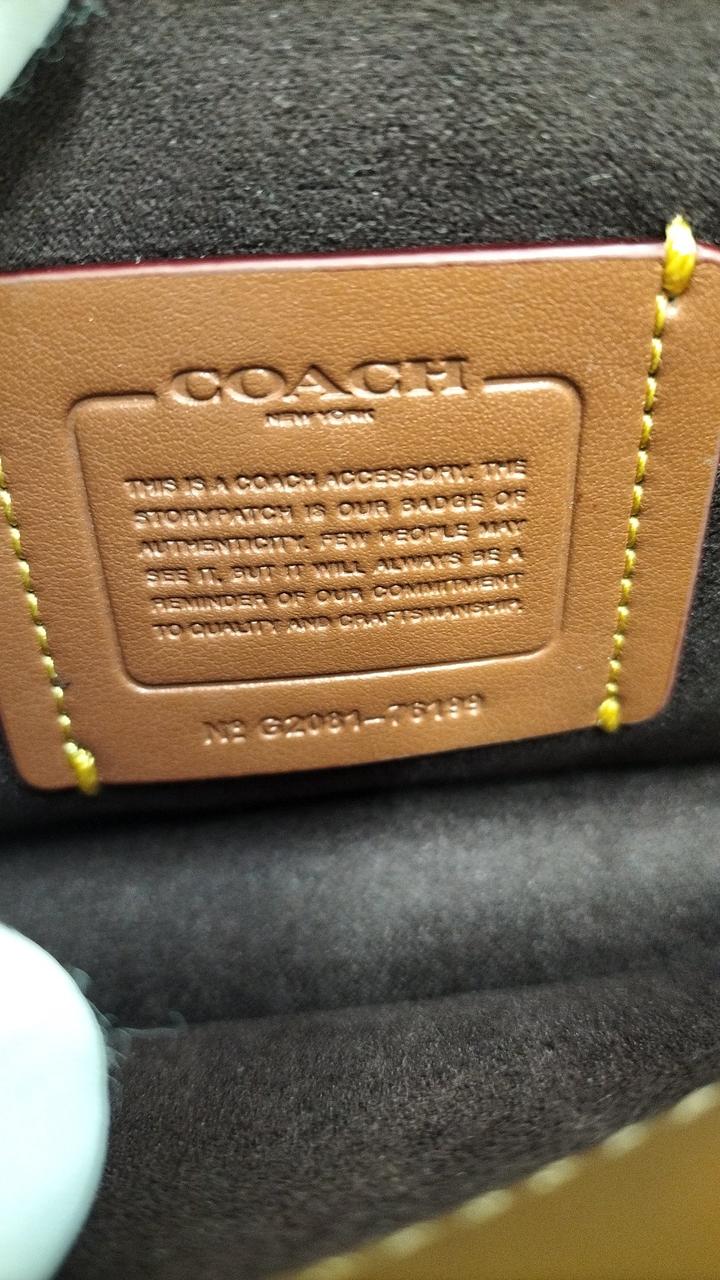 COACH
NEW YORK
THIS IS A COACH ACCESSORY. THE
STORYPATCH IS OUR BADGE OF
AUTHENTICITY. FEW PEOPLE MAY
SEE IT, BUT IT WILL ALWAYS BE A
REMINDER OF OUR COMMITMENT
TO QUALITY AND CRAFTSMANSHIP.
Nº G2081-76199